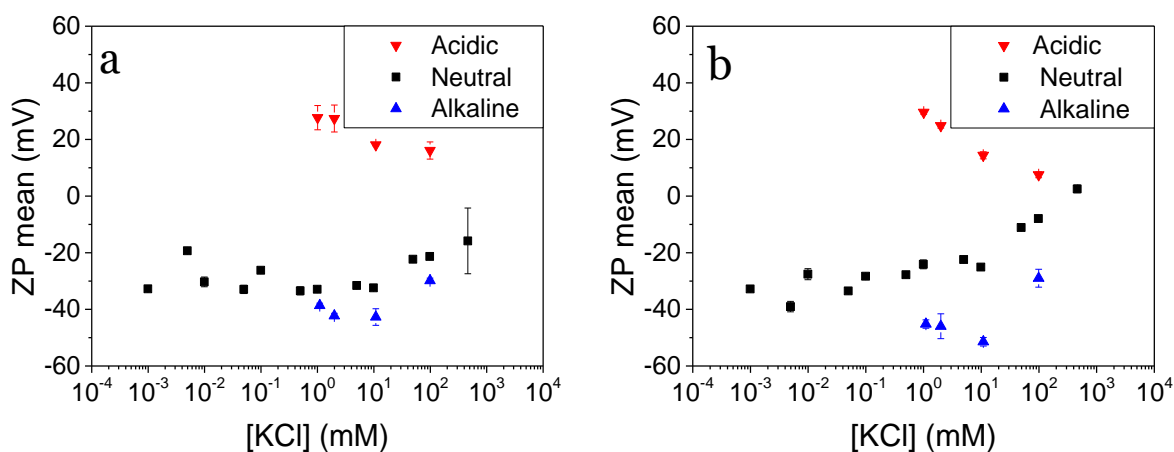 a
60
40
20
0
-20
-40
-60
ZP mean (mV)
10-4 10-3 10-2 10-1 100 101 102 103 104
[KCl] (mM)
Acidic
Neutral
Alkaline
b
60
40
20
0
-20
-40
-60
ZP mean (mV)
10-4 10-3 10-2 10-1 100 101 102 103 104
[KCl] (mM)
Acidic
Neutral
Alkaline